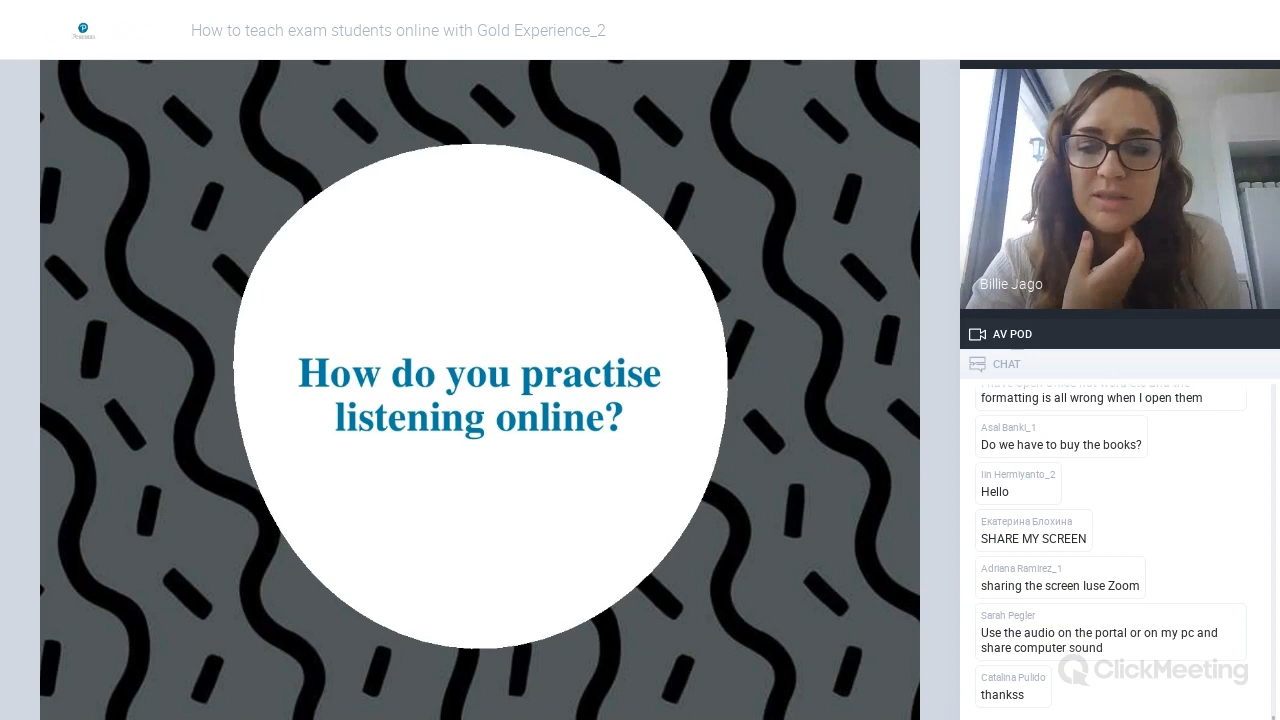 How to teach exam students online with Gold Experience_2
How do you practise
listening online?
Billie Jago
AV POD
CHAT
formatting is all wrong when I open them
Asal Banki_1
Do we have to buy the books?
Iin Hermiyanto_2
Hello
Екатерина Блохина
SHARE MY SCREEN
Adriana Ramirez_1
sharing the screen Iuse Zoom
Sarah Pegler
Use the audio on the portal or on my pc and
share computer sound
Catalina Pulido
thankss
ClickMeeting